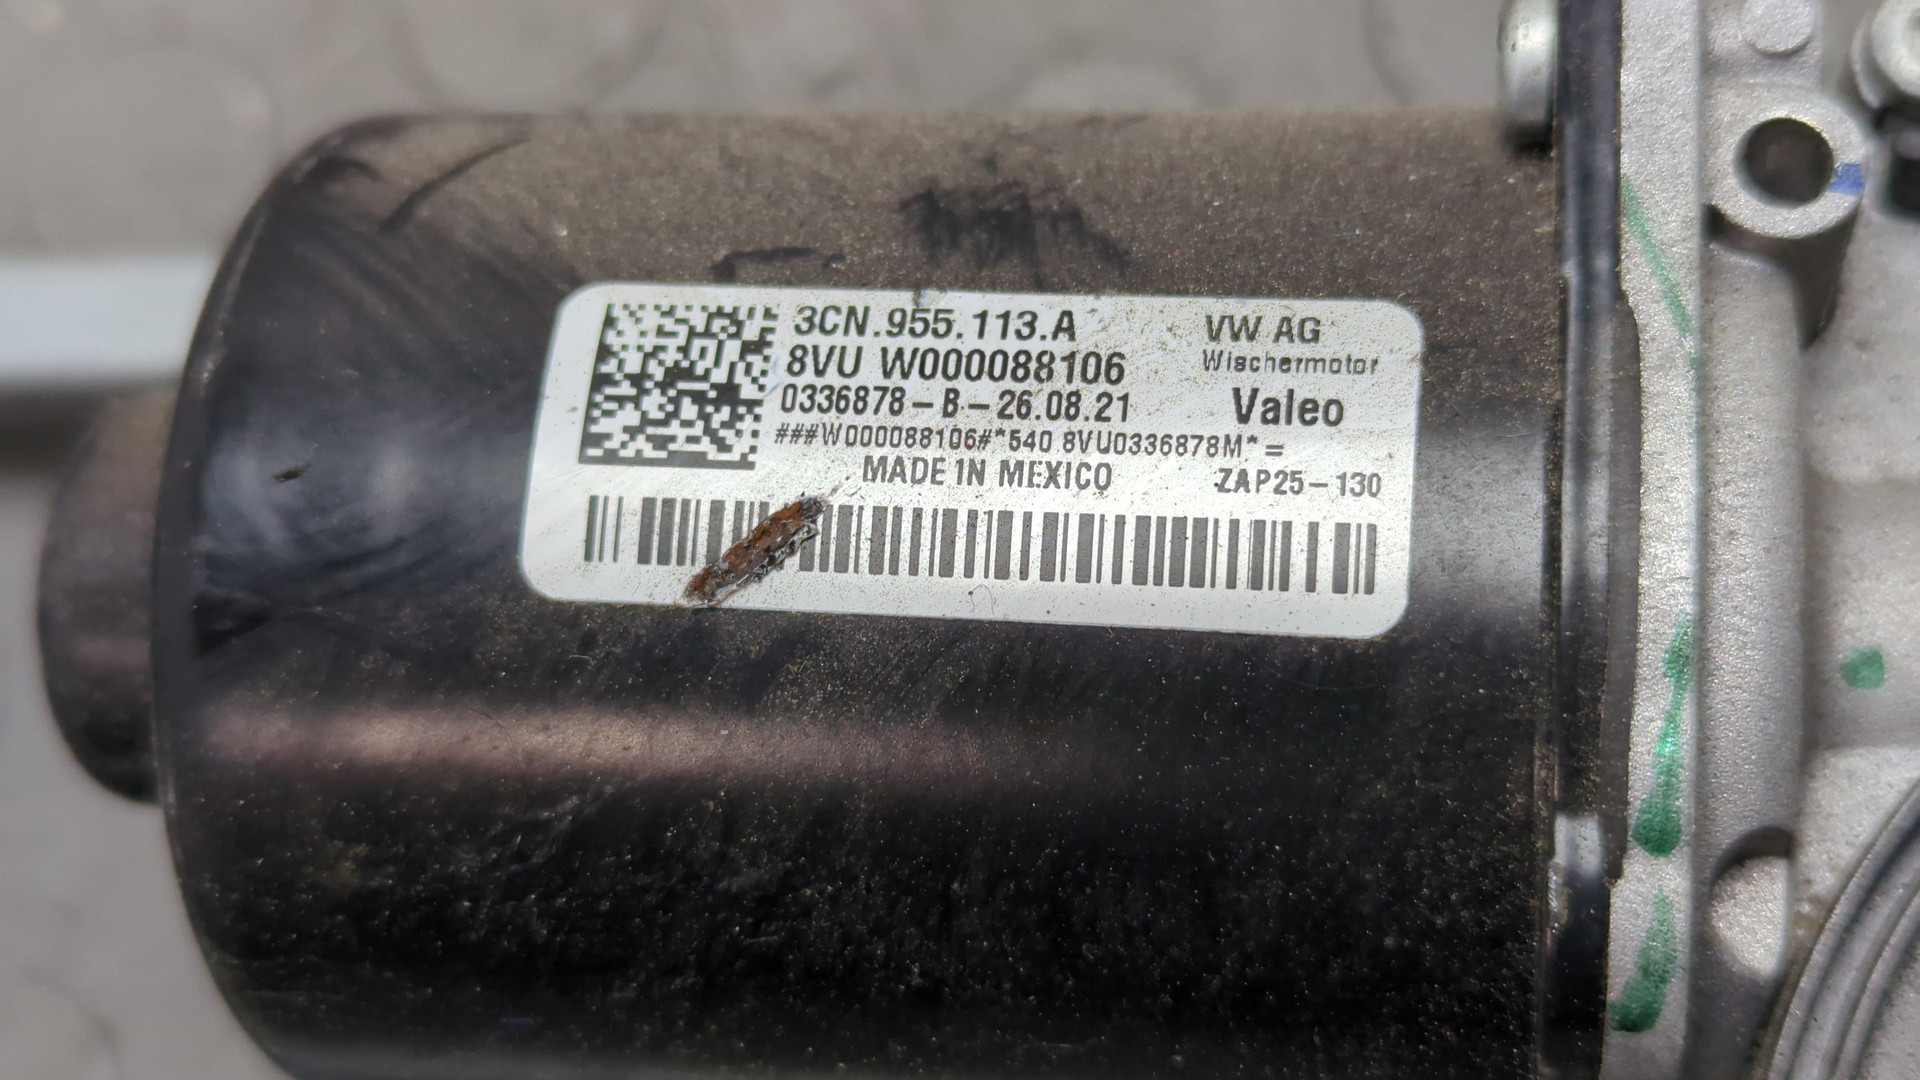 3CN.955.113.A
8VU W000088106
0336878-B-26.08.21
###W000088106#*540 8VU0336878M*=
MADE IN MEXICO
VW AG
Wischermotor
Valeo
ZAP25-130